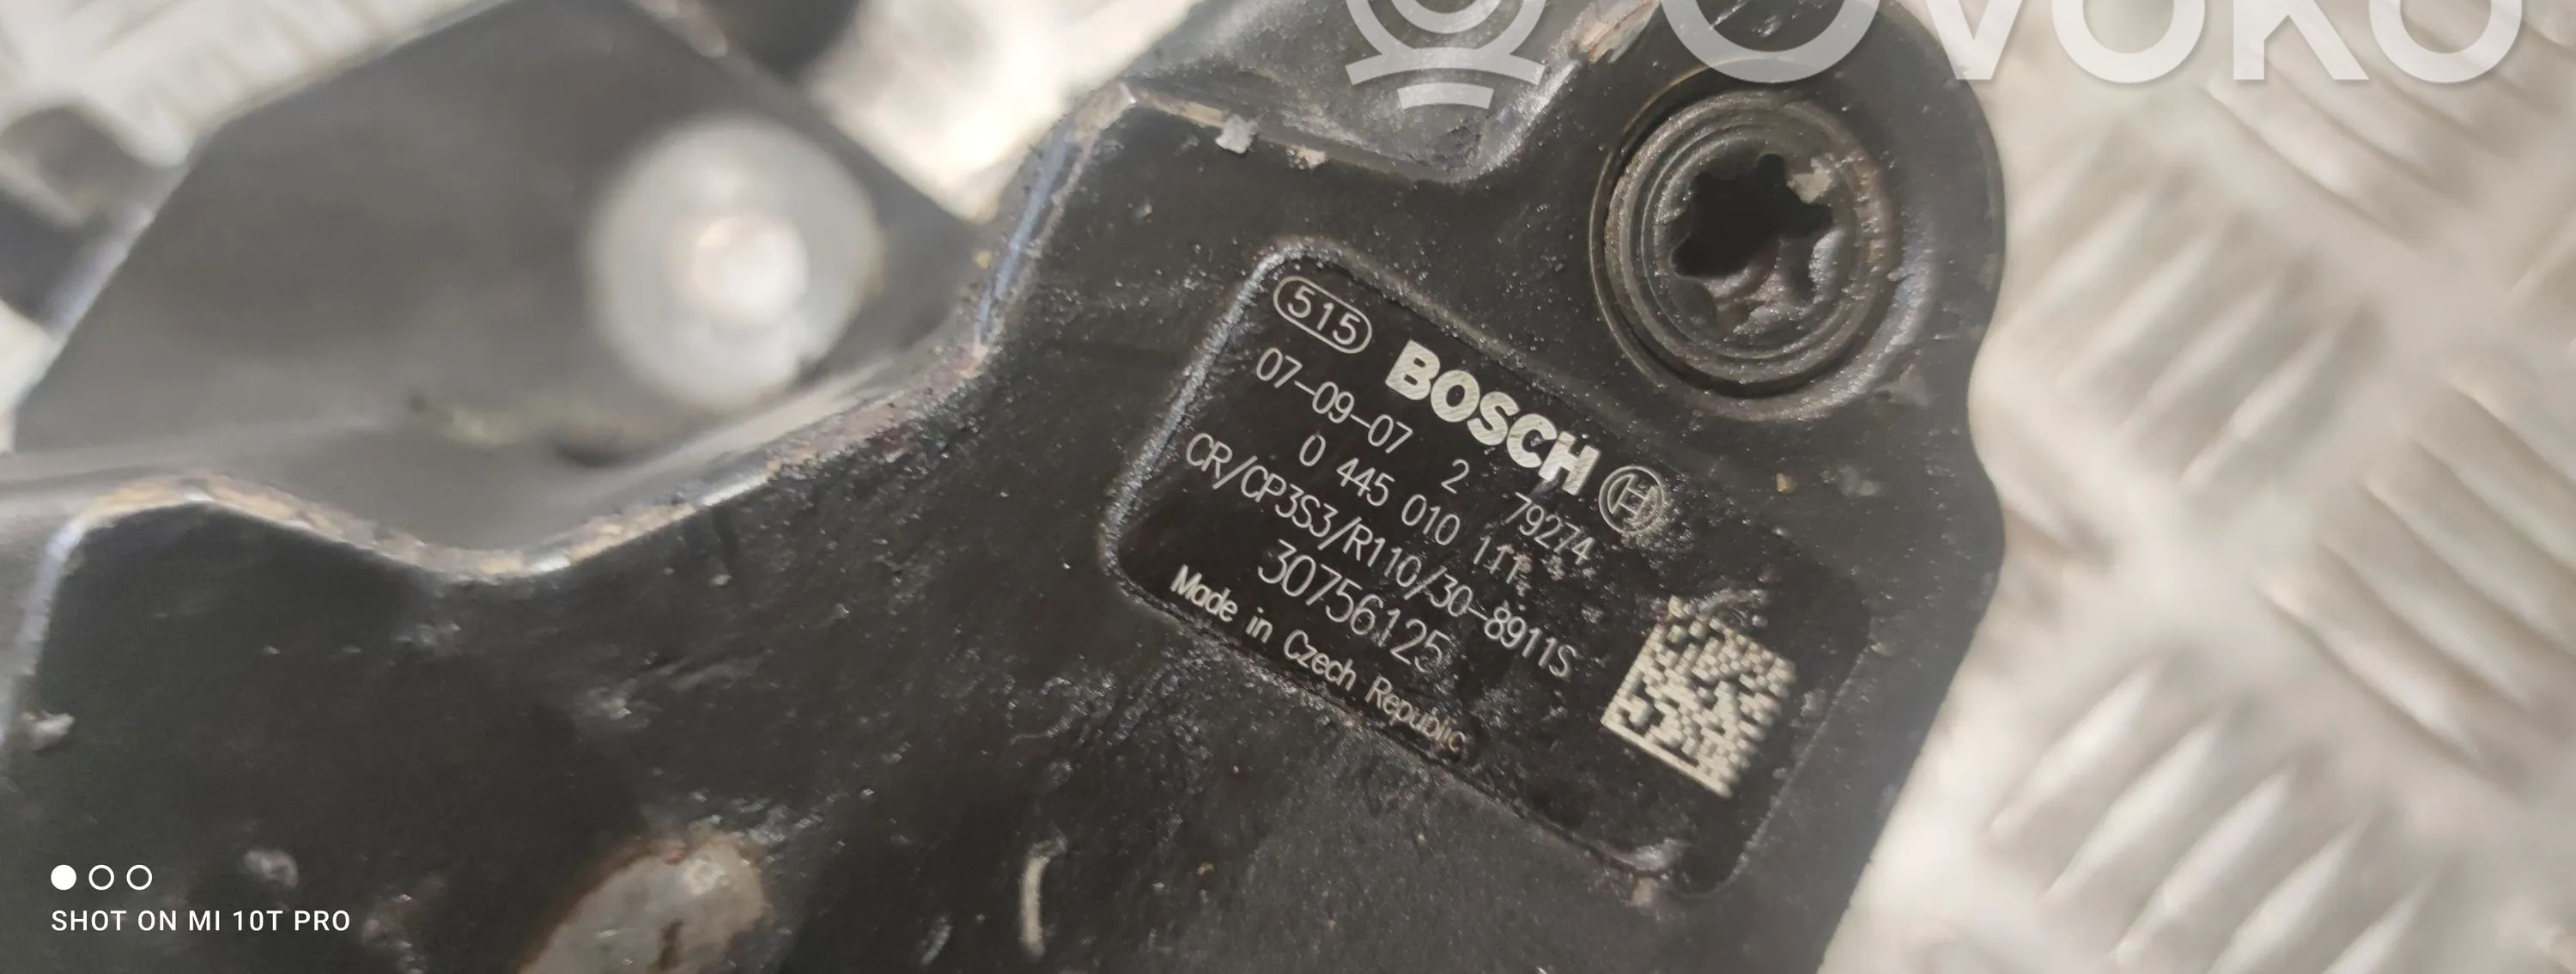 OVOKO
515 BOSCH
07-09-07 2 79274
0 445 010 111
CR/CP3S3/R110/30-8911S
30756125
Made in Czech Republic
SHOT ON MI 10T PRO